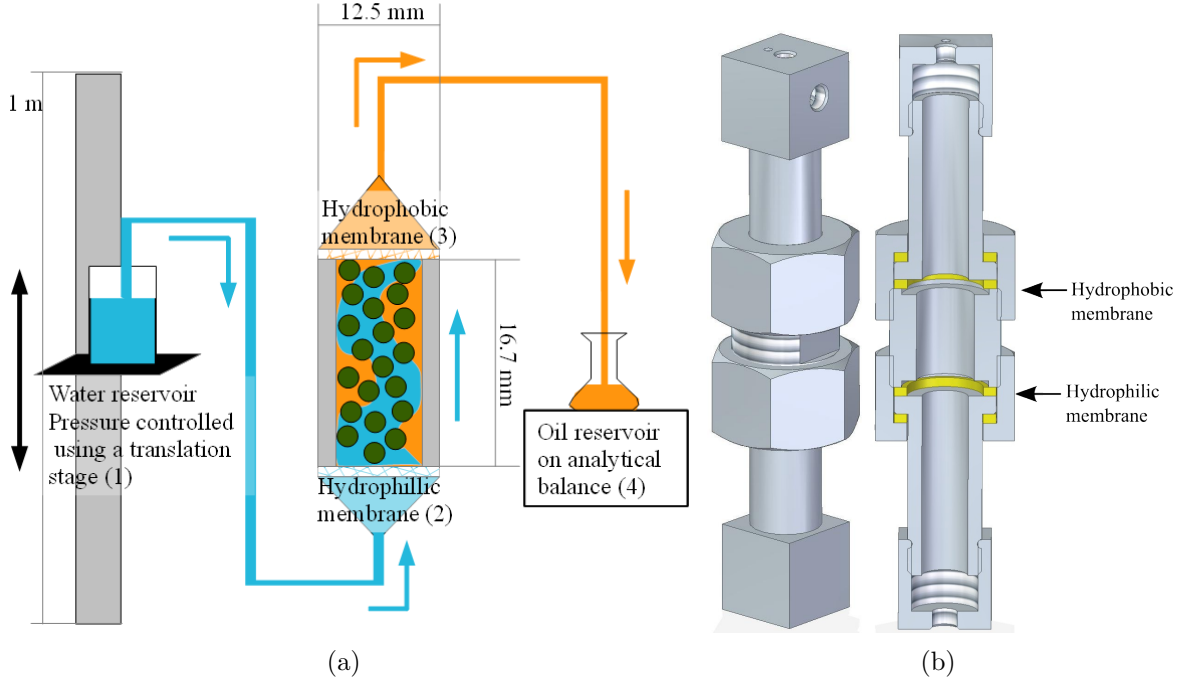 12.5 mm
1 m
Hydrophobic
membrane (3)
16.7 mm
Water reservoir
Pressure controlled
using a translation
stage (1)
Hydrophillic
membrane (2)
Oil reservoir
on analytical
balance (4)
Hydrophobic
membrane
Hydrophilic
membrane
(a)
(b)